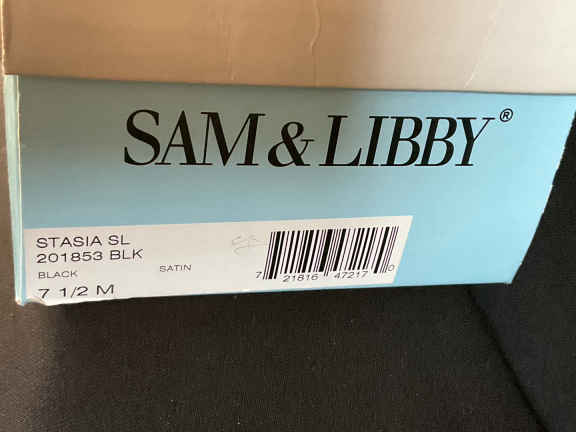 SAM & LIBBY®
STASIA SL
201853 BLK
BLACK SATIN
7 1/2 M
7 21816 47217 0